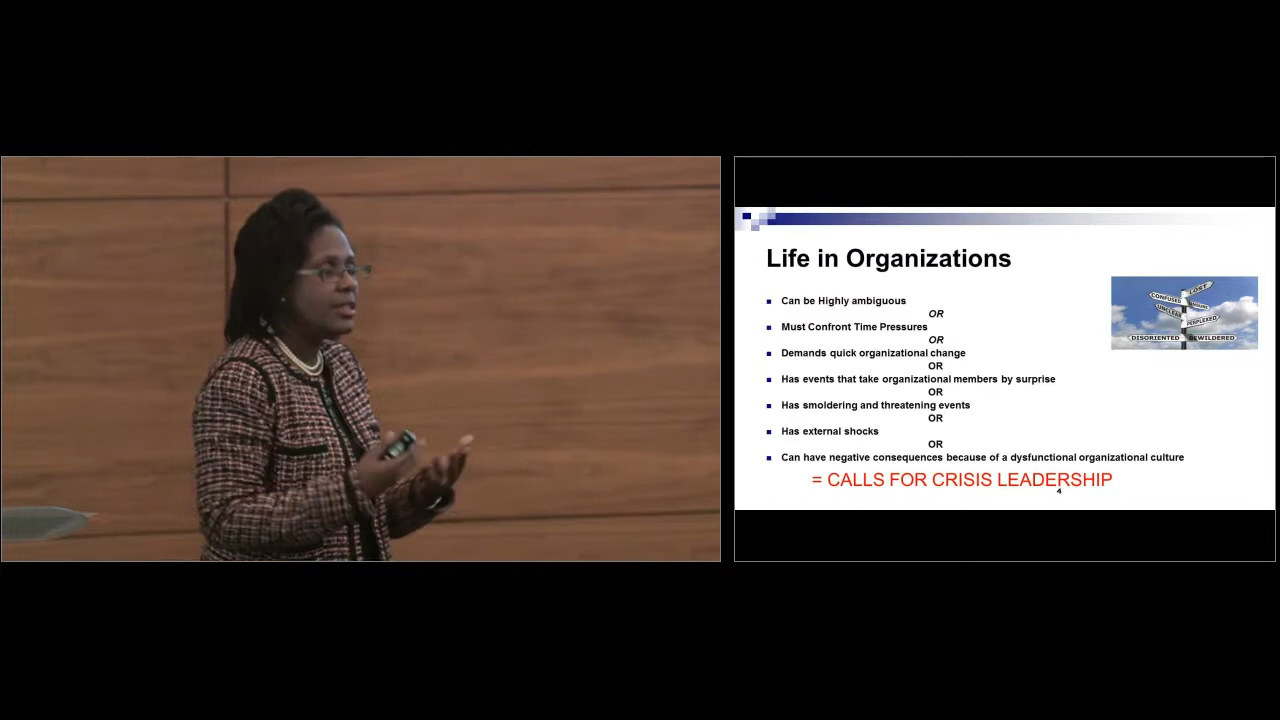 Life in Organizations
Can be Highly ambiguous
OR
Must Confront Time Pressures
OR
Demands quick organizational change
OR
Has events that take organizational members by surprise
OR
Has smoldering and threatening events
OR
Has external shocks
OR
Can have negative consequences because of a dysfunctional organizational culture
= CALLS FOR CRISIS LEADERSHIP
4
LOST
CONFUSED
UNCLEAR
PERPLEXED
DISORIENTED
BEWILDERED